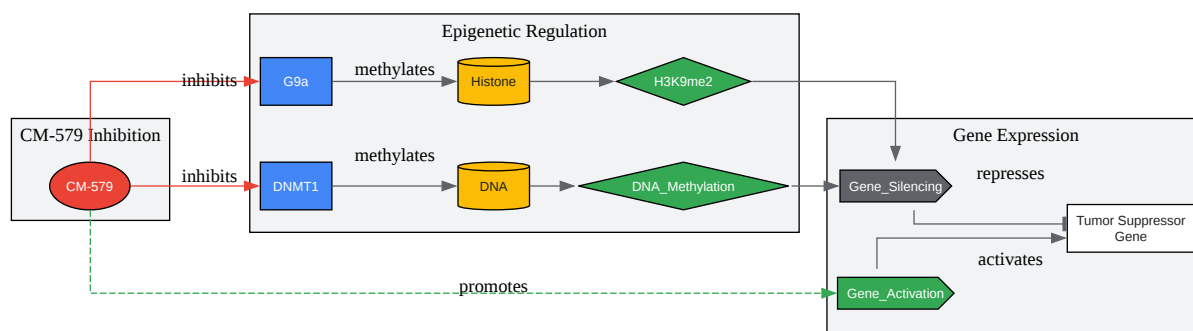 Epigenetic Regulation
inhibits
G9a
methylates
Histone
H3K9me2
CM-579 Inhibition
CM-579
inhibits
DNMT1
methylates
DNA
DNA_Methylation
Gene Expression
Gene_Silencing
represses
Tumor Suppressor
Gene
activates
promotes
Gene_Activation